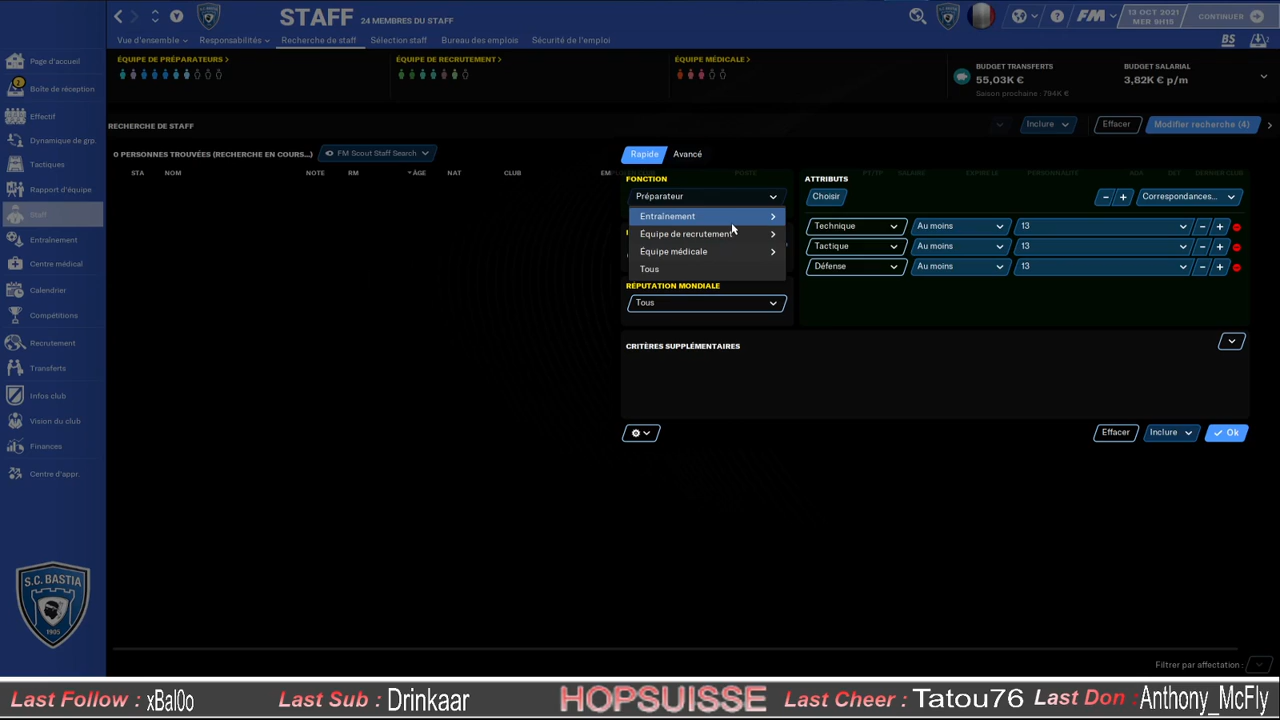 STAFF 24 MEMBRES DU STAFF
FM
13 OCT 2021
MER 9H15
CONTINUER
Vue d'ensemble
Responsabilités
Recherche de staff
Sélection staff
Bureau des emplois
Sécurité de l'emploi
BS
ÉQUIPE DE PRÉPARATEURS >
ÉQUIPE DE RECRUTEMENT >
ÉQUIPE MÉDICALE >
BUDGET TRANSFERTS
55,03K €
Saison prochaine : 794K €
BUDGET SALARIAL
3,82K € p/m
Page d'accueil
Boîte de réception
Effectif
Dynamique de grp.
Tactiques
Rapport d'équipe
Staff
Entraînement
Centre médical
Calendrier
Compétitions
Recrutement
Transferts
Infos club
Vision du club
Finances
Centre d'appr.
S.C. BASTIA
1905
RECHERCHE DE STAFF
Inclure
Effacer
Modifier recherche (4)
0 PERSONNES TROUVÉES (RECHERCHE EN COURS...)
FM Scout Staff Search
STA
NOM
NOTE
RM
ÂGE
NAT
CLUB
Rapide
Avancé
FONCTION
Préparateur
Entraînement
Équipe de recrutement
Équipe médicale
Tous
RÉPUTATION MONDIALE
Tous
ATTRIBUTS
Choisir
Correspondances...
Technique Au moins 13
Tactique Au moins 13
Défense Au moins 13
CRITÈRES SUPPLÉMENTAIRES
Effacer
Inclure
Ok
Filtrer par affectation :
Last Follow : xBal0o
Last Sub : Drinkaar
HOPSUISSE
Last Cheer : Tatou76
Last Don : Anthony_McFly